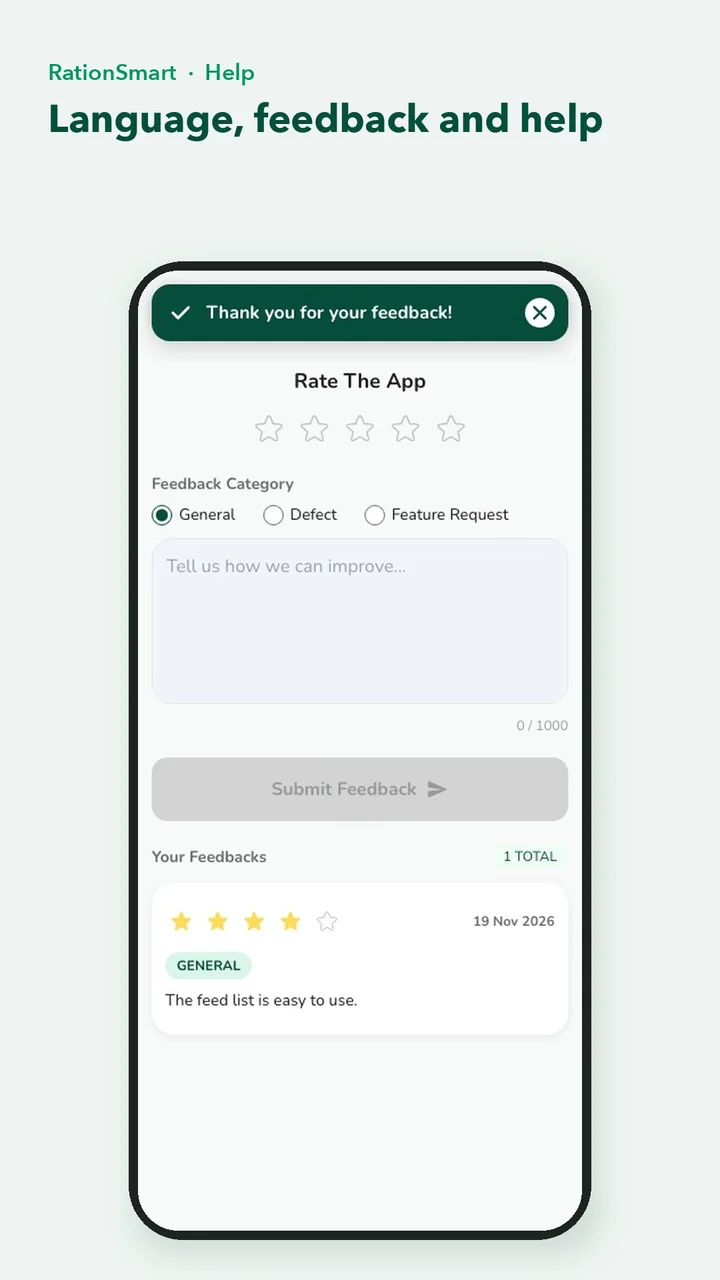 RationSmart · Help
Language, feedback and help
Thank you for your feedback!
Rate The App
Feedback Category
General Defect Feature Request
Tell us how we can improve...
0 / 1000
Submit Feedback
Your Feedbacks 1 TOTAL
19 Nov 2026
GENERAL
The feed list is easy to use.